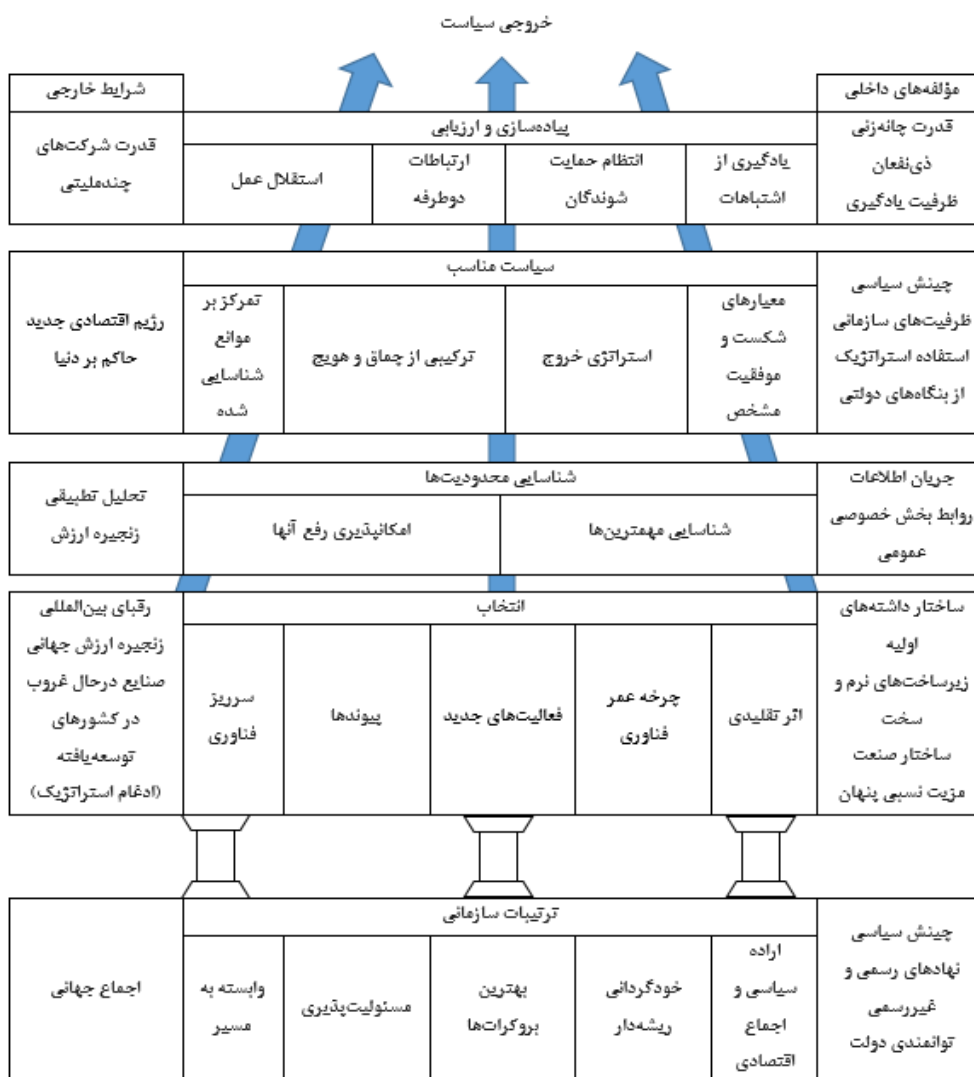 خروجی سیاست
مؤلفه‌های داخلی
شرایط خارجی
قدرت چانه‌زنی
ذی‌نفعان
ظرفیت یادگیری
پیاده‌سازی و ارزیابی
یادگیری از
اشتباهات
انتظام حمایت
شوندگان
ارتباطات
دوطرفه
استقلال عمل
قدرت شرکت‌های
چندملیتی
چینش سیاسی
ظرفیت‌های سازمانی
استفاده استراتژیک
از بنگاه‌های دولتی
سیاست مناسب
معیارهای
شکست و
موفقیت
مشخص
استراتژی خروج
ترکیبی از چماق و هویج
تمرکز بر
موانع
شناسایی
شده
رژیم اقتصادی جدید
حاکم بر دنیا
جریان اطلاعات
روابط بخش خصوصی
عمومی
شناسایی محدودیت‌ها
شناسایی مهمترین‌ها
امکانپذیری رفع آنها
تحلیل تطبیقی
زنجیره ارزش
ساختار داشته‌های
اولیه
زیرساخت‌های نرم و
سخت
ساختار صنعت
مزیت نسبی پنهان
انتخاب
اثر تقلیدی
چرخه عمر
فناوری
فعالیت‌های جدید
پیوندها
سرریز
فناوری
رقبای بین‌المللی
زنجیره ارزش جهانی
صنایع درحال غروب
در کشورهای
توسعه‌یافته
(ادغام استراتژیک)
چینش سیاسی
نهادهای رسمی و
غیررسمی
توانمندی دولت
ترتیبات سازمانی
اراده
سیاسی و
اجماع
اقتصادی
خودگردانی
ریشه‌دار
بهترین
بروکرات‌ها
مسئولیت‌پذیری
وابسته به
مسیر
اجماع جهانی